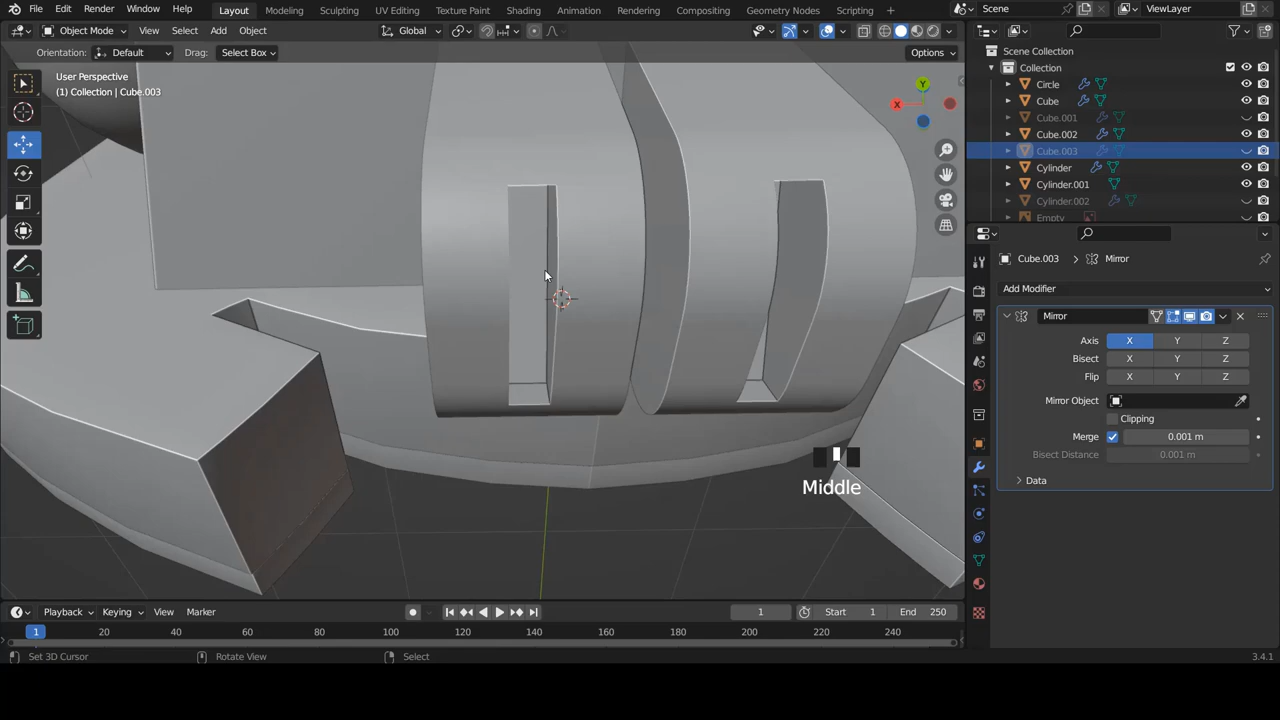 File Edit Render Window Help Layout Modeling Sculpting UV Editing Texture Paint Shading Animation Rendering Compositing Geometry Nodes Scripting Scene ViewLayer
Object Mode View Select Add Object Global
Orientation: Default Drag: Select Box Options
User Perspective
(1) Collection | Cube.003
Y
X
Middle
Playback Keying View Marker 1 Start 1 End 250
1 20 40 60 80 100 120 140 160 180 200 220 240
Set 3D Cursor Rotate View Select 3.4.1
Scene Collection
Collection
Circle
Cube
Cube.001
Cube.002
Cube.003
Cylinder
Cylinder.001
Cylinder.002
Empty
Cube.003 > Mirror
Add Modifier
Mirror
Axis X Y Z
Bisect X Y Z
Flip X Y Z
Mirror Object
Clipping
Merge 0.001 m
Bisect Distance 0.001 m
Data